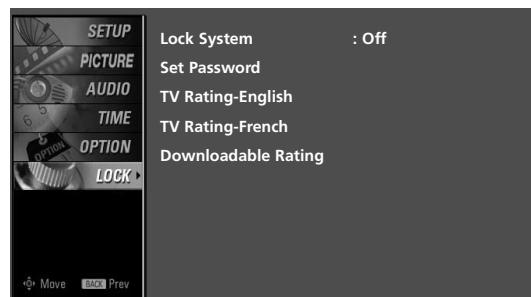 SETUP
PICTURE
AUDIO
TIME
OPTION
LOCK
Move BACK Prev
Lock System : Off
Set Password
TV Rating-English
TV Rating-French
Downloadable Rating